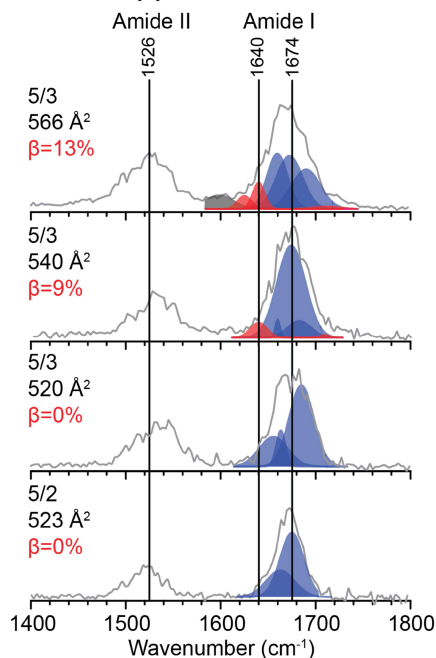 Amide II Amide I
1526 1640 1674
5/3
566 Å²
β=13%
5/3
540 Å²
β=9%
5/3
520 Å²
β=0%
5/2
523 Å²
β=0%
1400 1500 1600 1700 1800
Wavenumber (cm⁻¹)